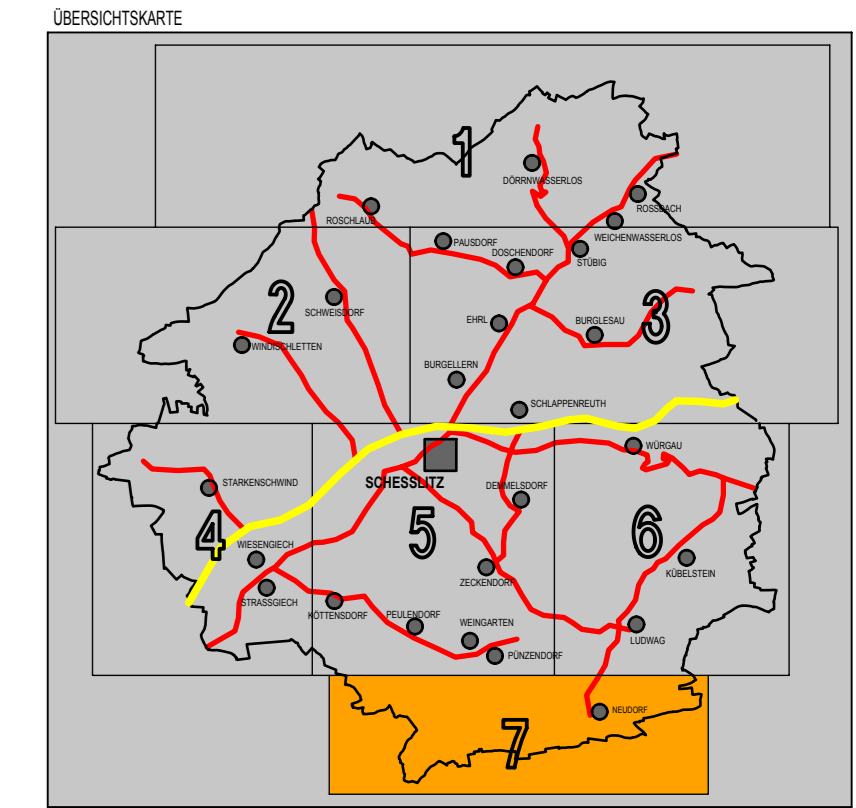 ÜBERSICHTSKARTE
1
DÖRRNWASSERLOS
ROSSBACH
ROSCHLAUB
WEICHENWASSERLOS
PAUSDORF
DOSCHENDORF
STÜBIG
2
SCHWEISDORF
3
EHRL
BURGLESAU
WINDISCHLETTEN
BURGELLERN
SCHLAPPENREUTH
WÜRGAU
SCHESSLITZ
STARKENSCHWIND
DEMMELSDORF
4
5
6
WIESENGIECH
ZECKENDORF
KÜBELSTEIN
STRASSGIECH
KÖTTENSDORF
PEULENDORF
WEINGARTEN
LUDWAG
PÜNZENDORF
NEUDORF
7